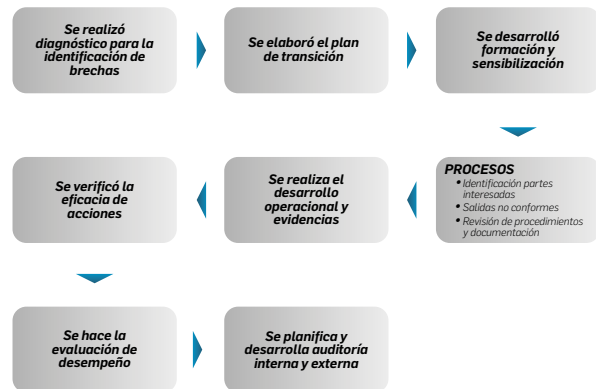 Se realizó
diagnóstico para la
identificación de
brechas
Se elaboró el plan
de transición
Se desarrolló
formación y
sensibilización
PROCESOS
• Identificación partes
interesadas
• Salidas no conformes
• Revisión de procedimientos
y documentación
Se realiza el
desarrollo
operacional y
evidencias
Se verificó la
eficacia de
acciones
Se hace la
evaluación de
desempeño
Se planifica y
desarrolla auditoría
interna y externa